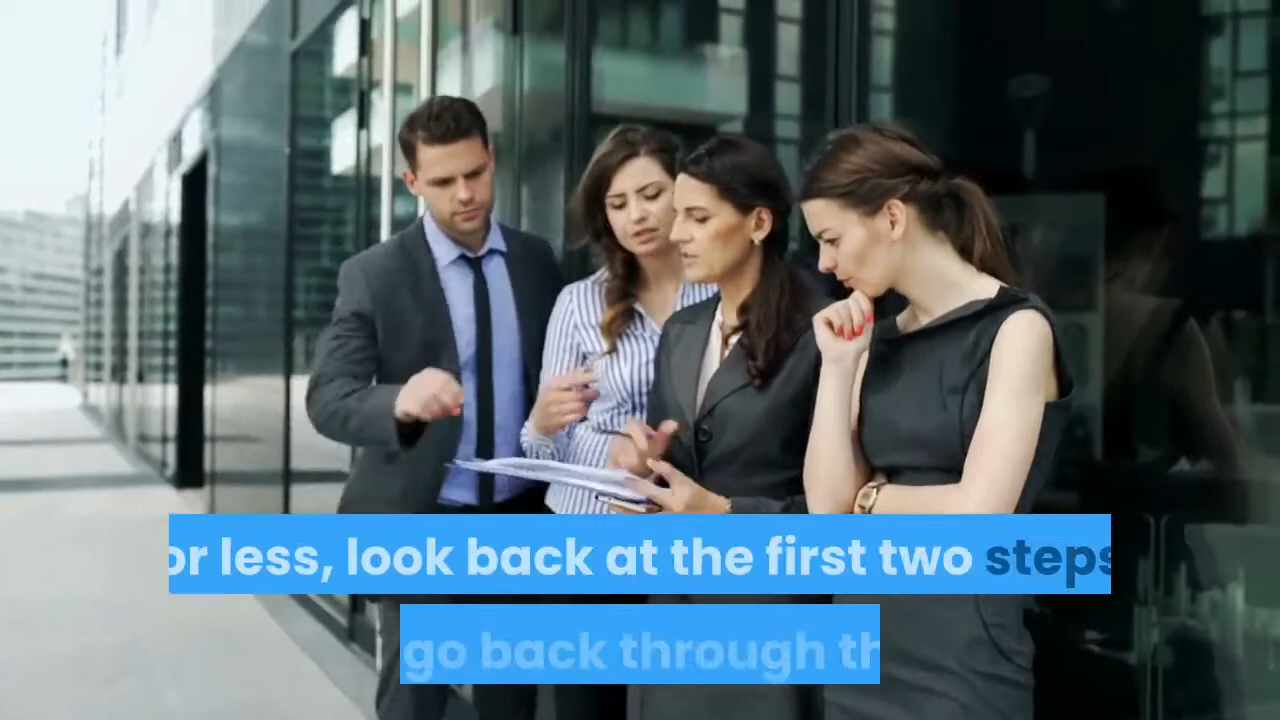 or less, look back at the first two steps
go back through th